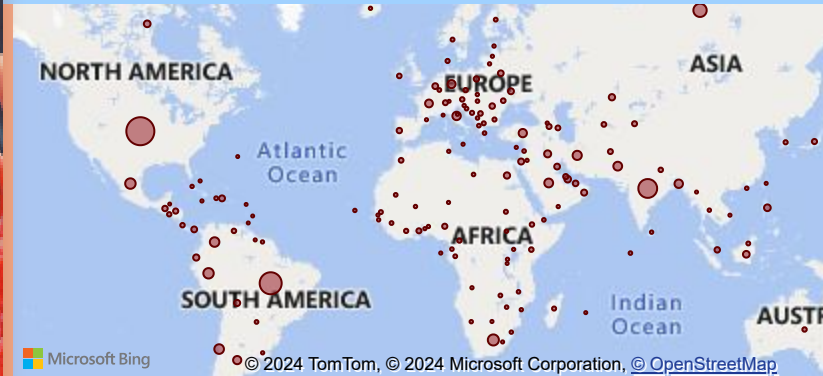 NORTH AMERICA
EUROPE
ASIA
Atlantic
Ocean
AFRICA
SOUTH AMERICA
Indian
Ocean
AUSTR
Microsoft Bing
© 2024 TomTom, © 2024 Microsoft Corporation, © OpenStreetMap